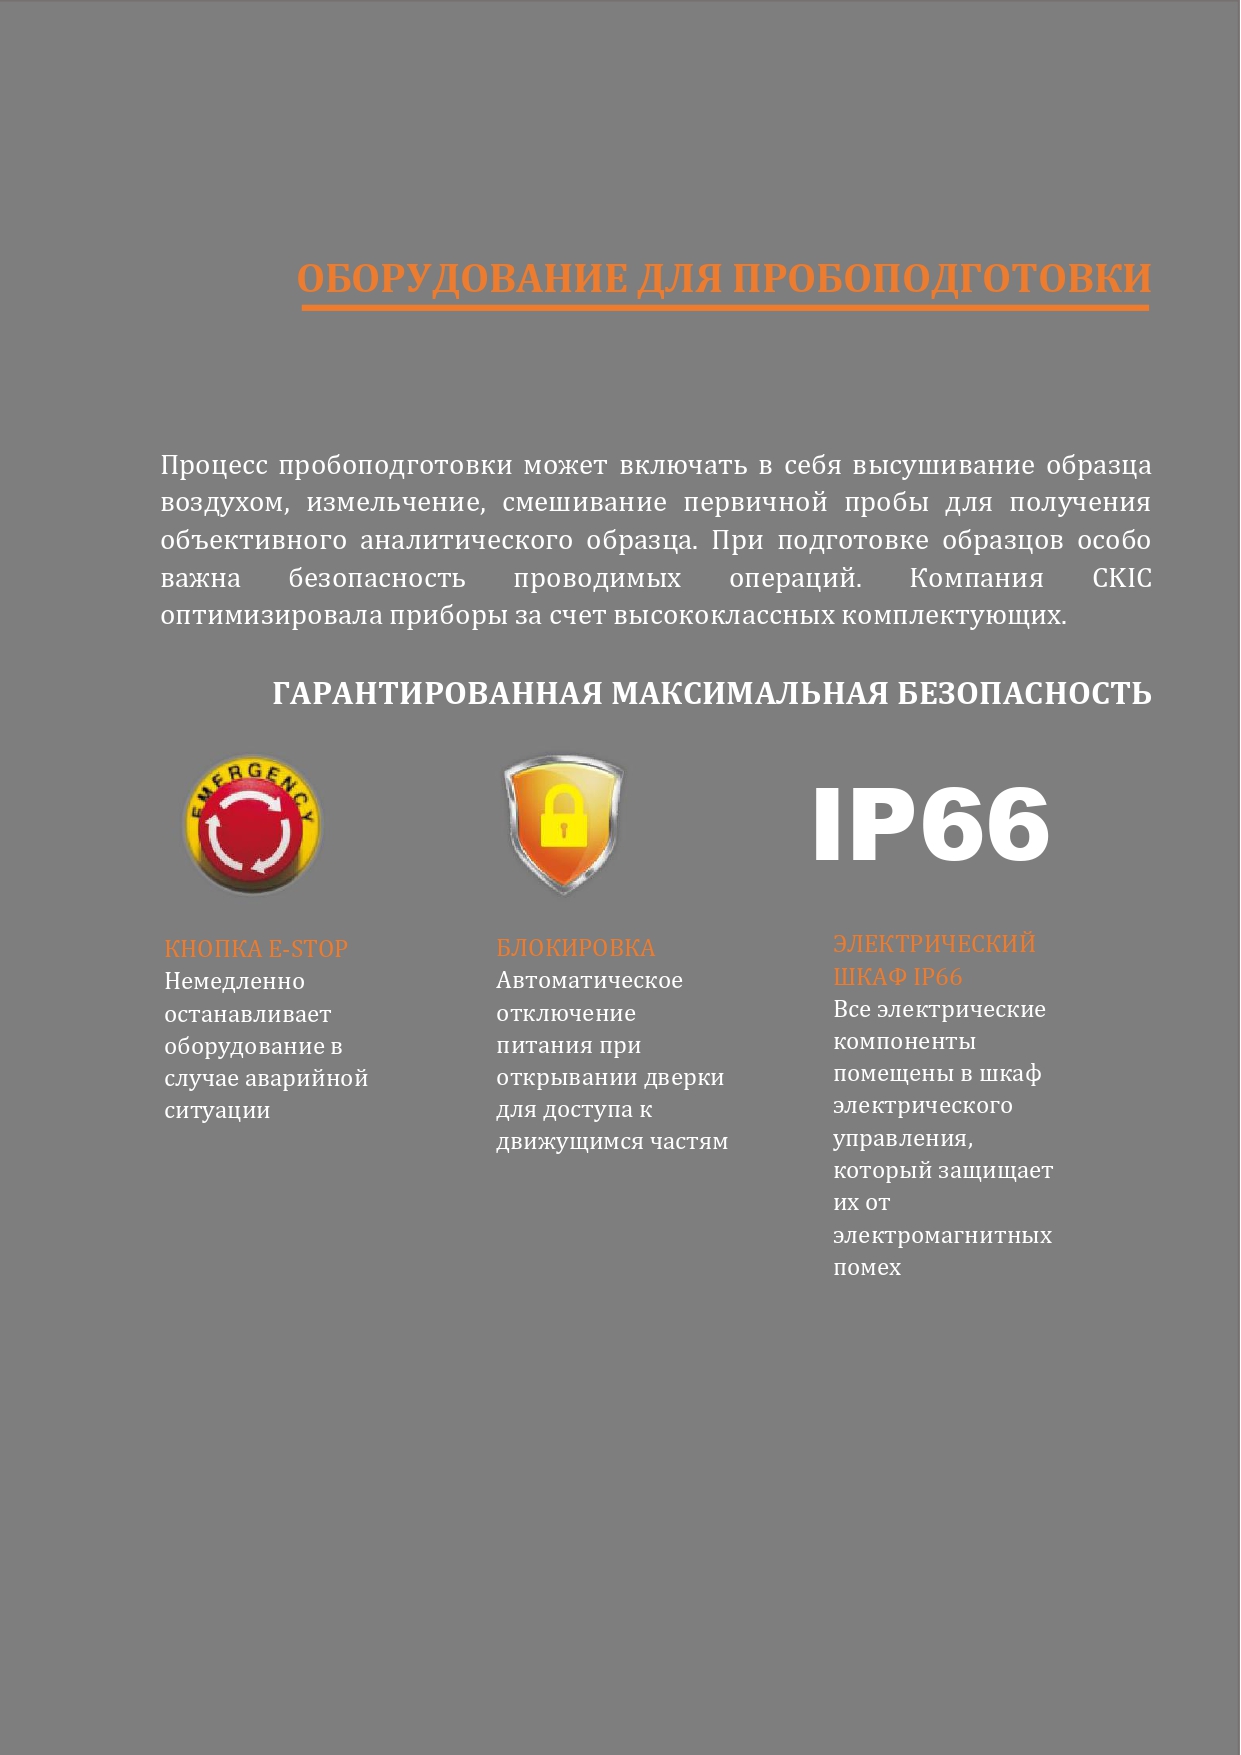 ОБОРУДОВАНИЕ ДЛЯ ПРОБОПОДГОТОВКИ
Процесс пробоподготовки может включать в себя высушивание образца
воздухом, измельчение, смешивание первичной пробы для получения
объективного аналитического образца. При подготовке образцов особо
важна безопасность проводимых операций. Компания CKIC
оптимизировала приборы за счет высококлассных комплектующих.
ГАРАНТИРОВАННАЯ МАКСИМАЛЬНАЯ БЕЗОПАСНОСТЬ
EMERGENCY
IP66
КНОПКА E-STOP
Немедленно
останавливает
оборудование в
случае аварийной
ситуации
БЛОКИРОВКА
Автоматическое
отключение
питания при
открывании дверки
для доступа к
движущимся частям
ЭЛЕКТРИЧЕСКИЙ
ШКАФ IP66
Все электрические
компоненты
помещены в шкаф
электрического
управления,
который защищает
их от
электромагнитных
помех